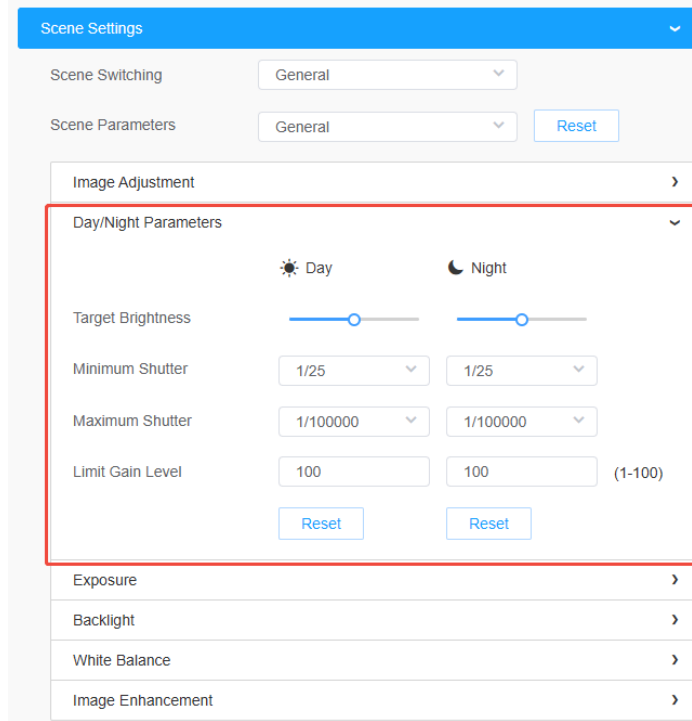 Scene Settings
Scene Switching General
Scene Parameters General Reset
Image Adjustment
Day/Night Parameters
Day Night
Target Brightness
Minimum Shutter 1/25 1/25
Maximum Shutter 1/100000 1/100000
Limit Gain Level 100 100 (1-100)
Reset Reset
Exposure
Backlight
White Balance
Image Enhancement